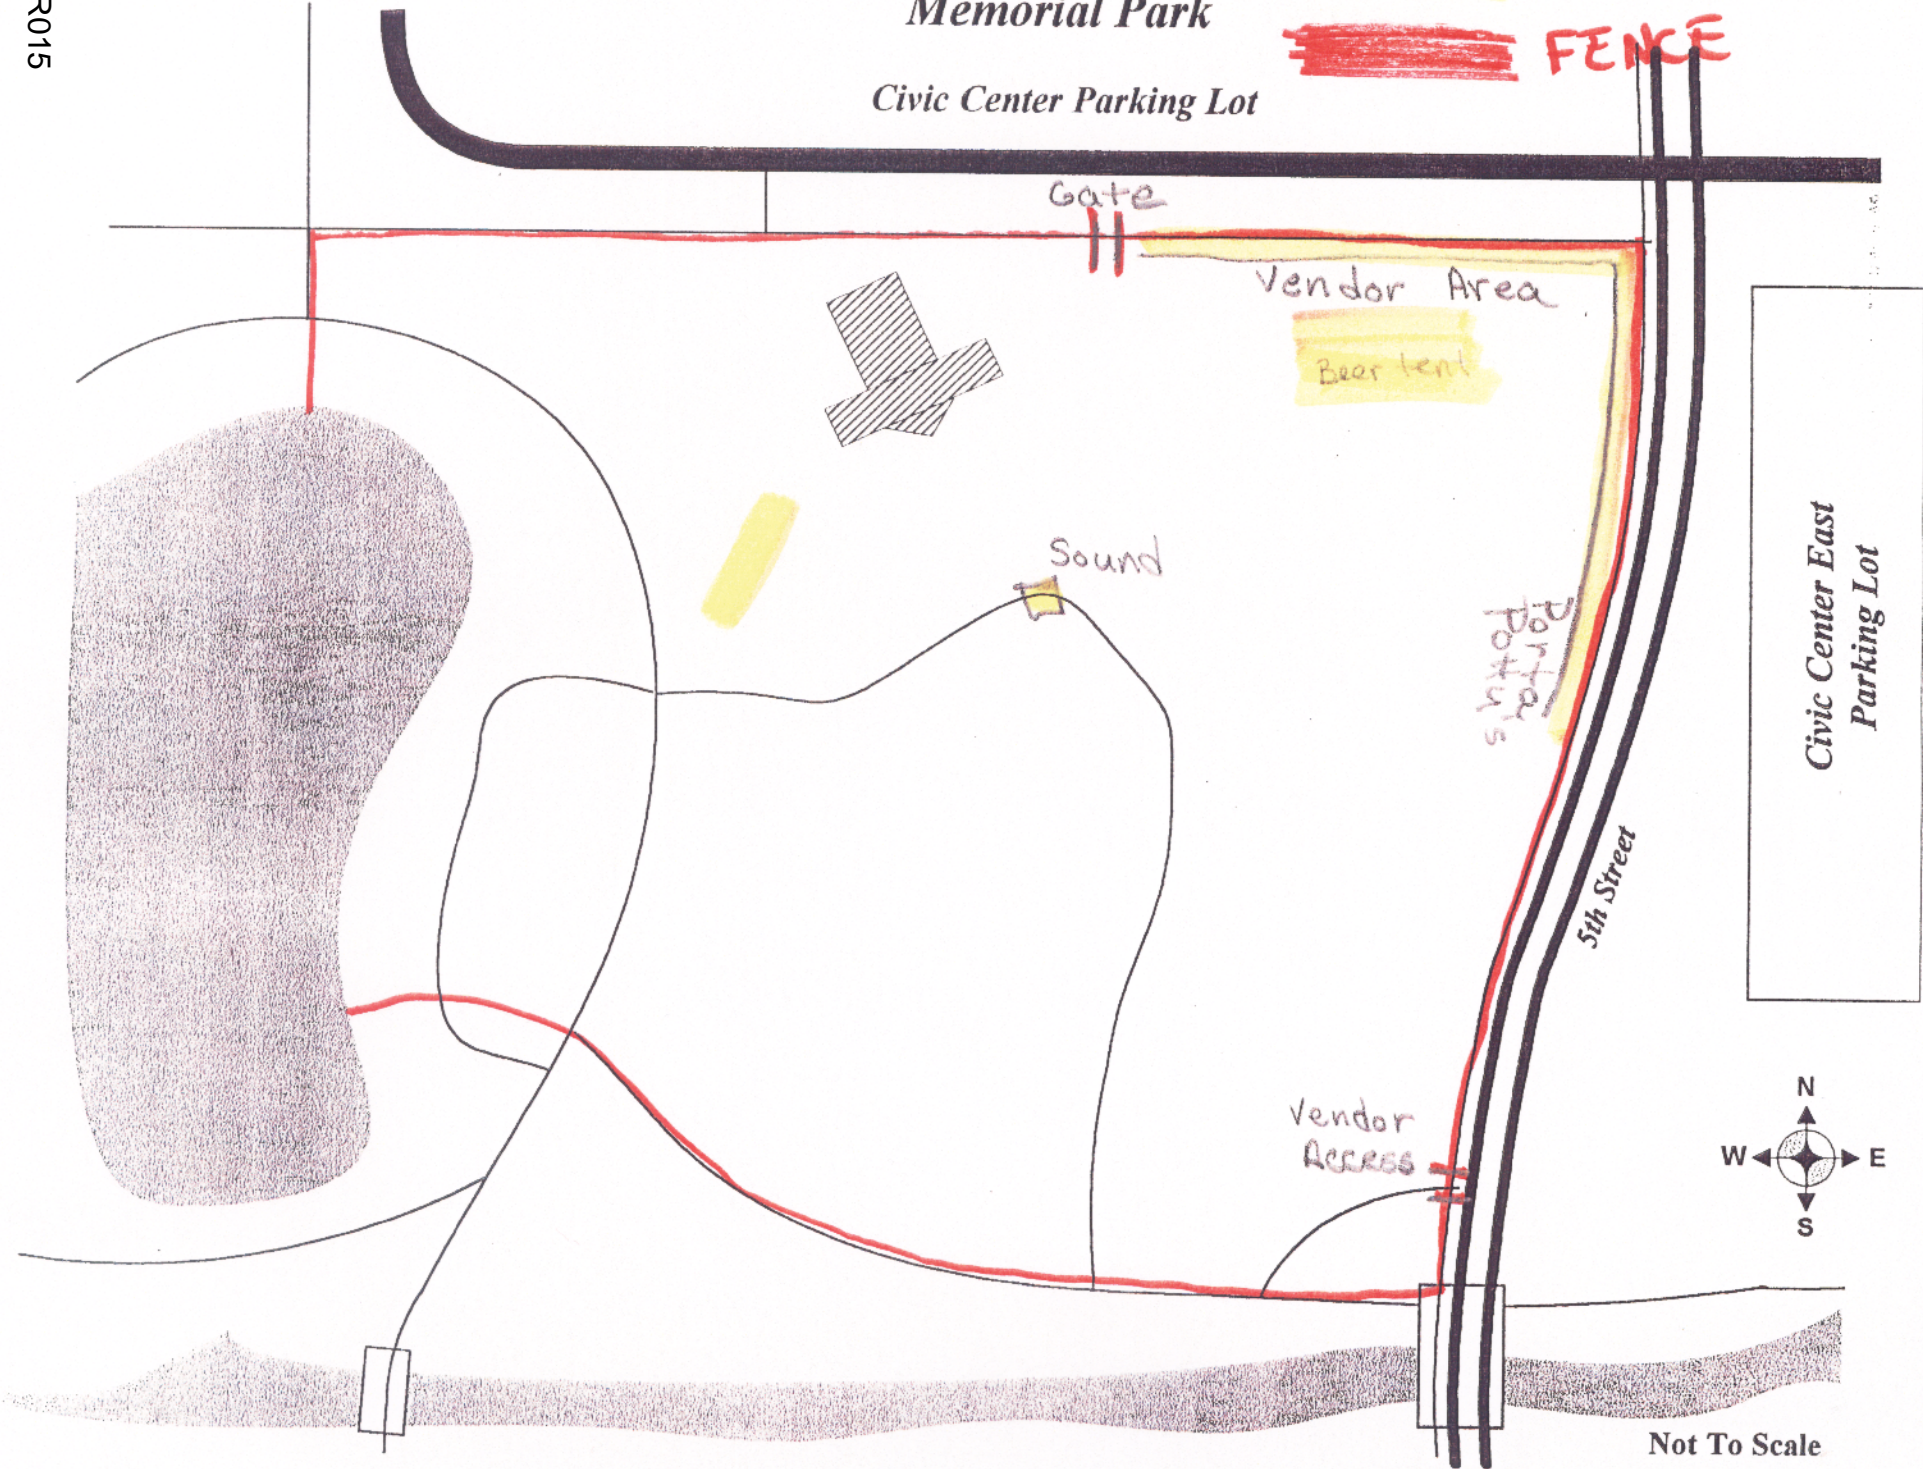 R015
Memorial Park
FENCE
Civic Center Parking Lot
Gate
Vendor Area
Beer tent
Sound
Porta
Potty's
Civic Center East
Parking Lot
5th Street
Vendor
Access
N
W
E
S
Not To Scale